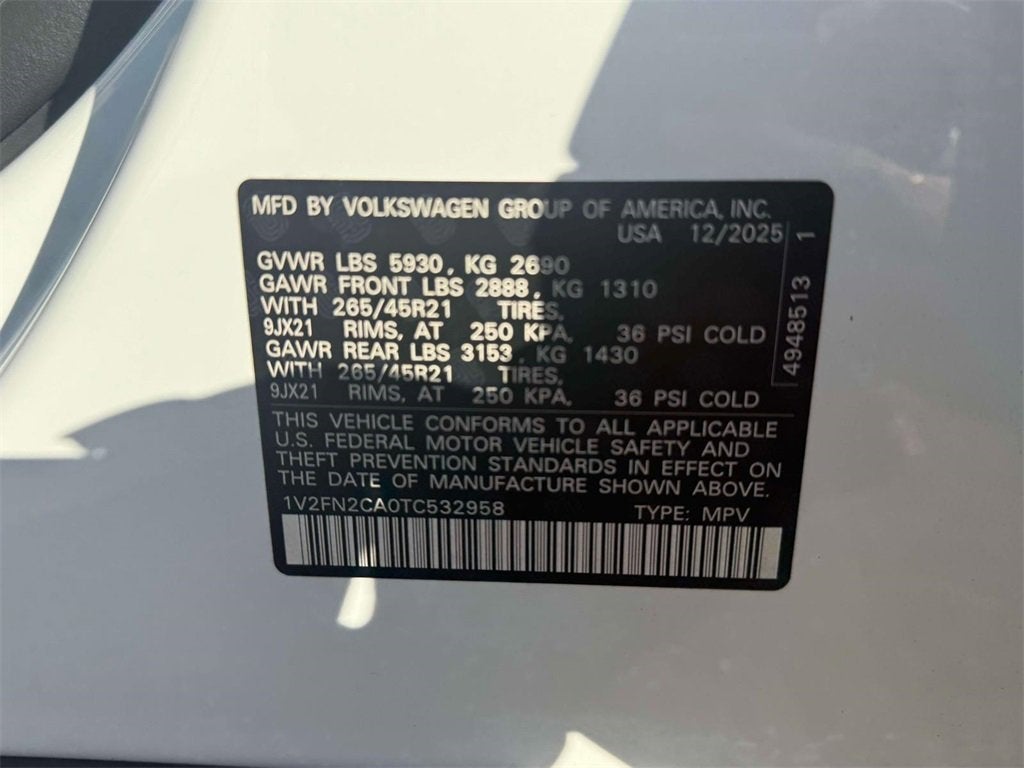 MFD BY VOLKSWAGEN GROUP OF AMERICA, INC.
USA 12/2025
GVWR LBS 5930, KG 2690
GAWR FRONT LBS 2888, KG 1310
WITH 265/45R21 TIRES,
9JX21 RIMS, AT 250 KPA, 36 PSI COLD
GAWR REAR LBS 3153, KG 1430
WITH 265/45R21 TIRES,
9JX21 RIMS, AT 250 KPA, 36 PSI COLD
4948513 1
THIS VEHICLE CONFORMS TO ALL APPLICABLE
U.S. FEDERAL MOTOR VEHICLE SAFETY AND
THEFT PREVENTION STANDARDS IN EFFECT ON
THE DATE OF MANUFACTURE SHOWN ABOVE.
1V2FN2CA0TC532958 TYPE: MPV